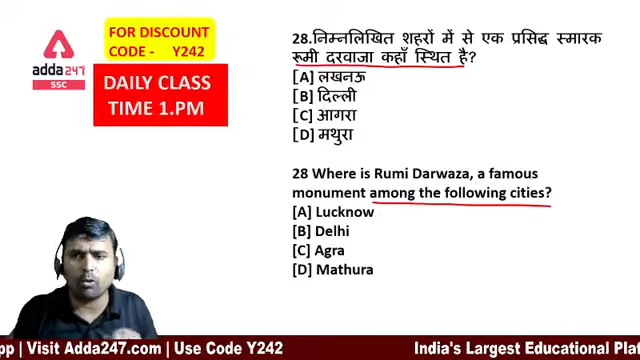 FOR DISCOUNT
CODE - Y242
adda247
SSC
DAILY CLASS
TIME 1.PM
28.निम्नलिखित शहरों में से एक प्रसिद्ध स्मारक
रूमी दरवाजा कहाँ स्थित है?
[A] लखनऊ
[B] दिल्ली
[C] आगरा
[D] मथुरा
28 Where is Rumi Darwaza, a famous
monument among the following cities?
[A] Lucknow
[B] Delhi
[C] Agra
[D] Mathura
pp | Visit Adda247.com | Use Code Y242
India's Largest Educational Plat